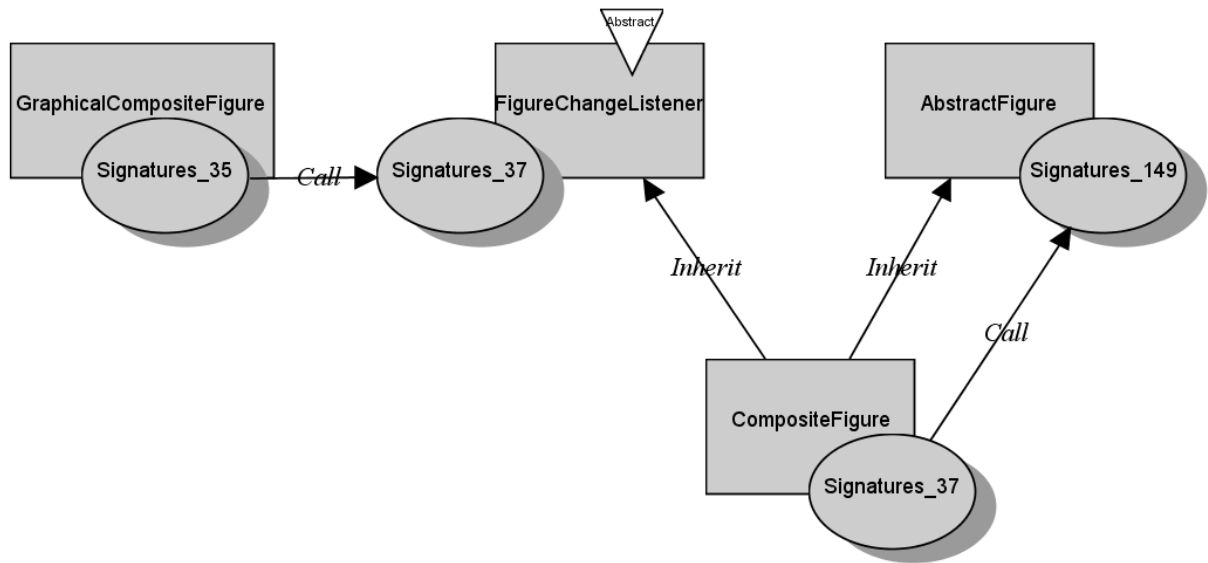 Abstract
GraphicalCompositeFigure
FigureChangeListener
AbstractFigure
Signatures_35
Call
Signatures_37
Signatures_149
Inherit
Inherit
Call
CompositeFigure
Signatures_37